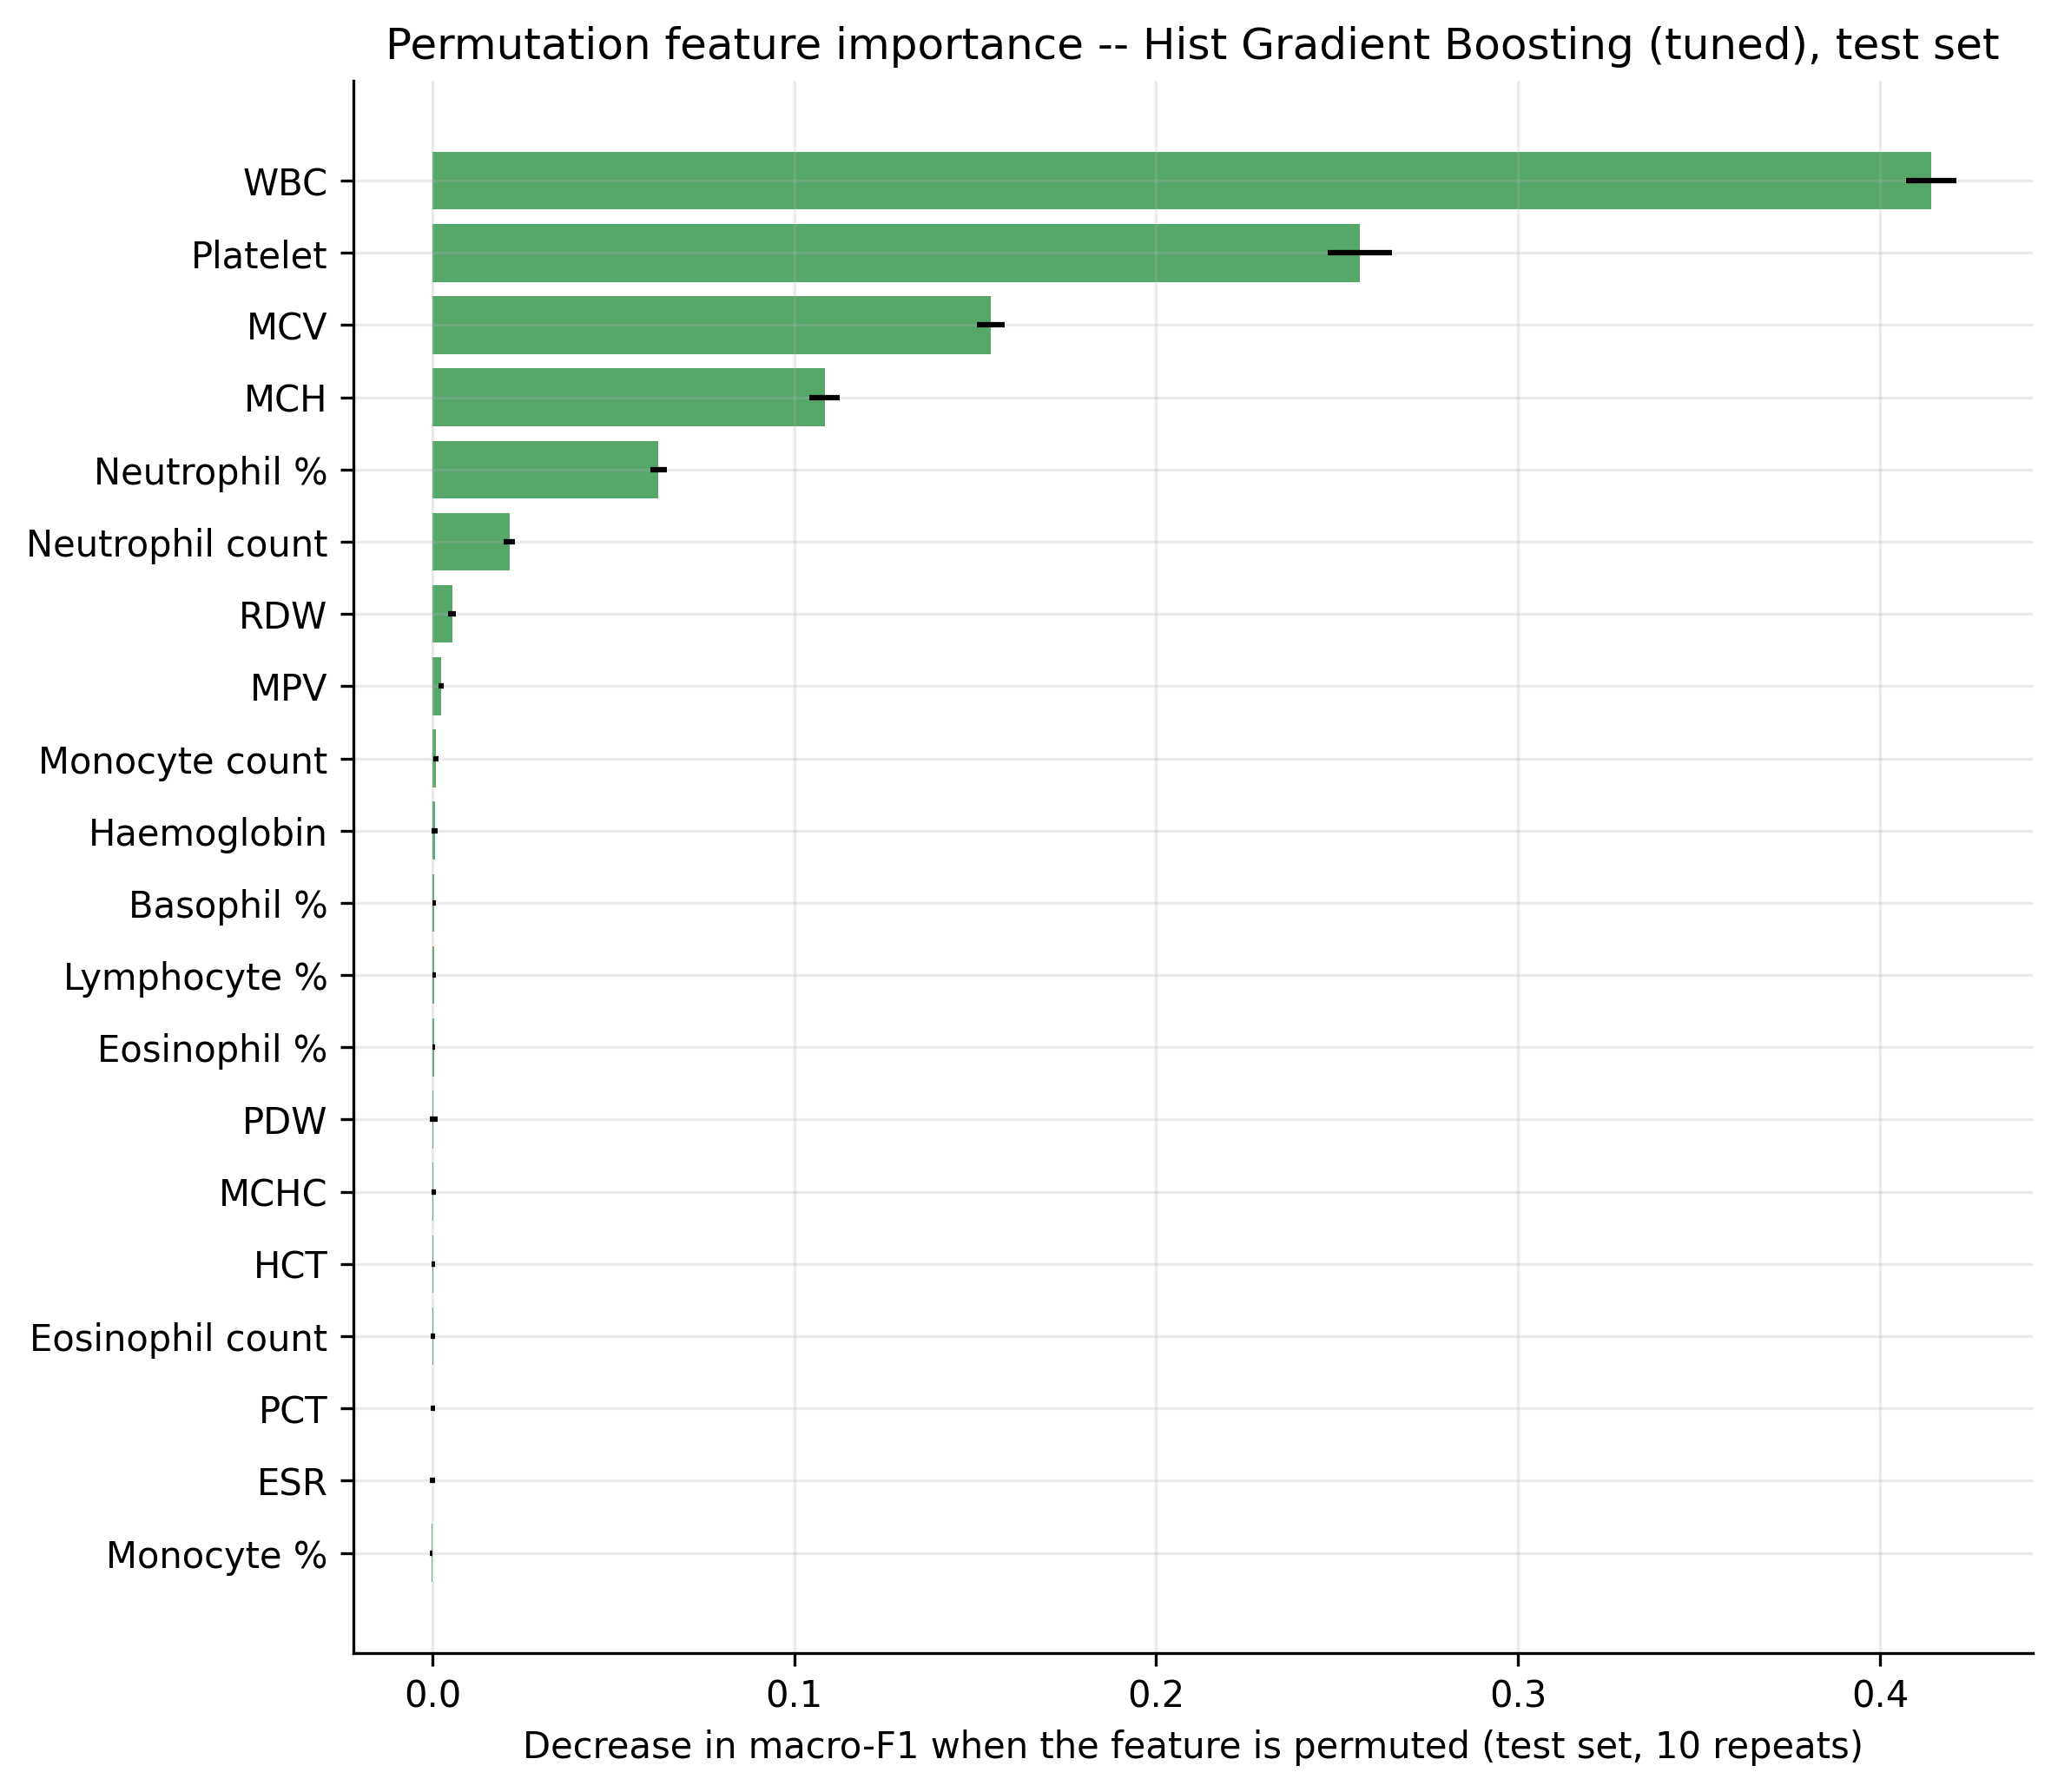 Permutation feature importance -- Hist Gradient Boosting (tuned), test set
WBC
Platelet
MCV
MCH
Neutrophil %
Neutrophil count
RDW
MPV
Monocyte count
Haemoglobin
Basophil %
Lymphocyte %
Eosinophil %
PDW
MCHC
HCT
Eosinophil count
PCT
ESR
Monocyte %
0.0 0.1 0.2 0.3 0.4
Decrease in macro-F1 when the feature is permuted (test set, 10 repeats)